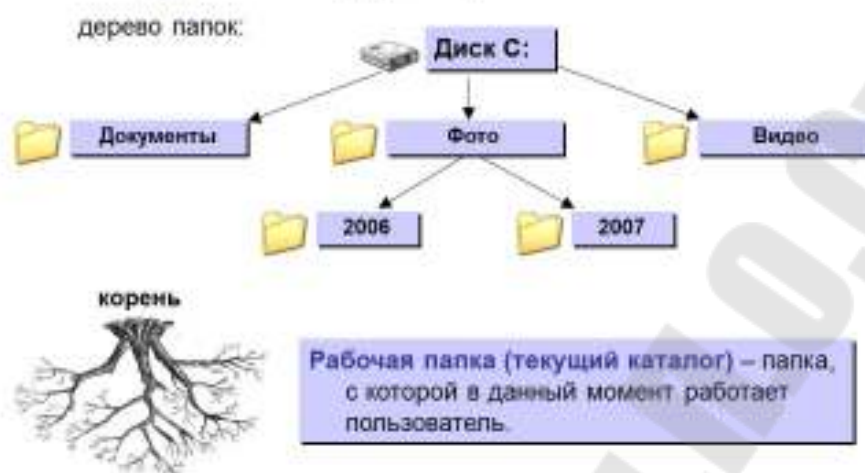 дерево папок:
Диск C:
Документы
Фото
Видео
2006
2007
корень
Рабочая папка (текущий каталог) – папка,
с которой в данный момент работает
пользователь.